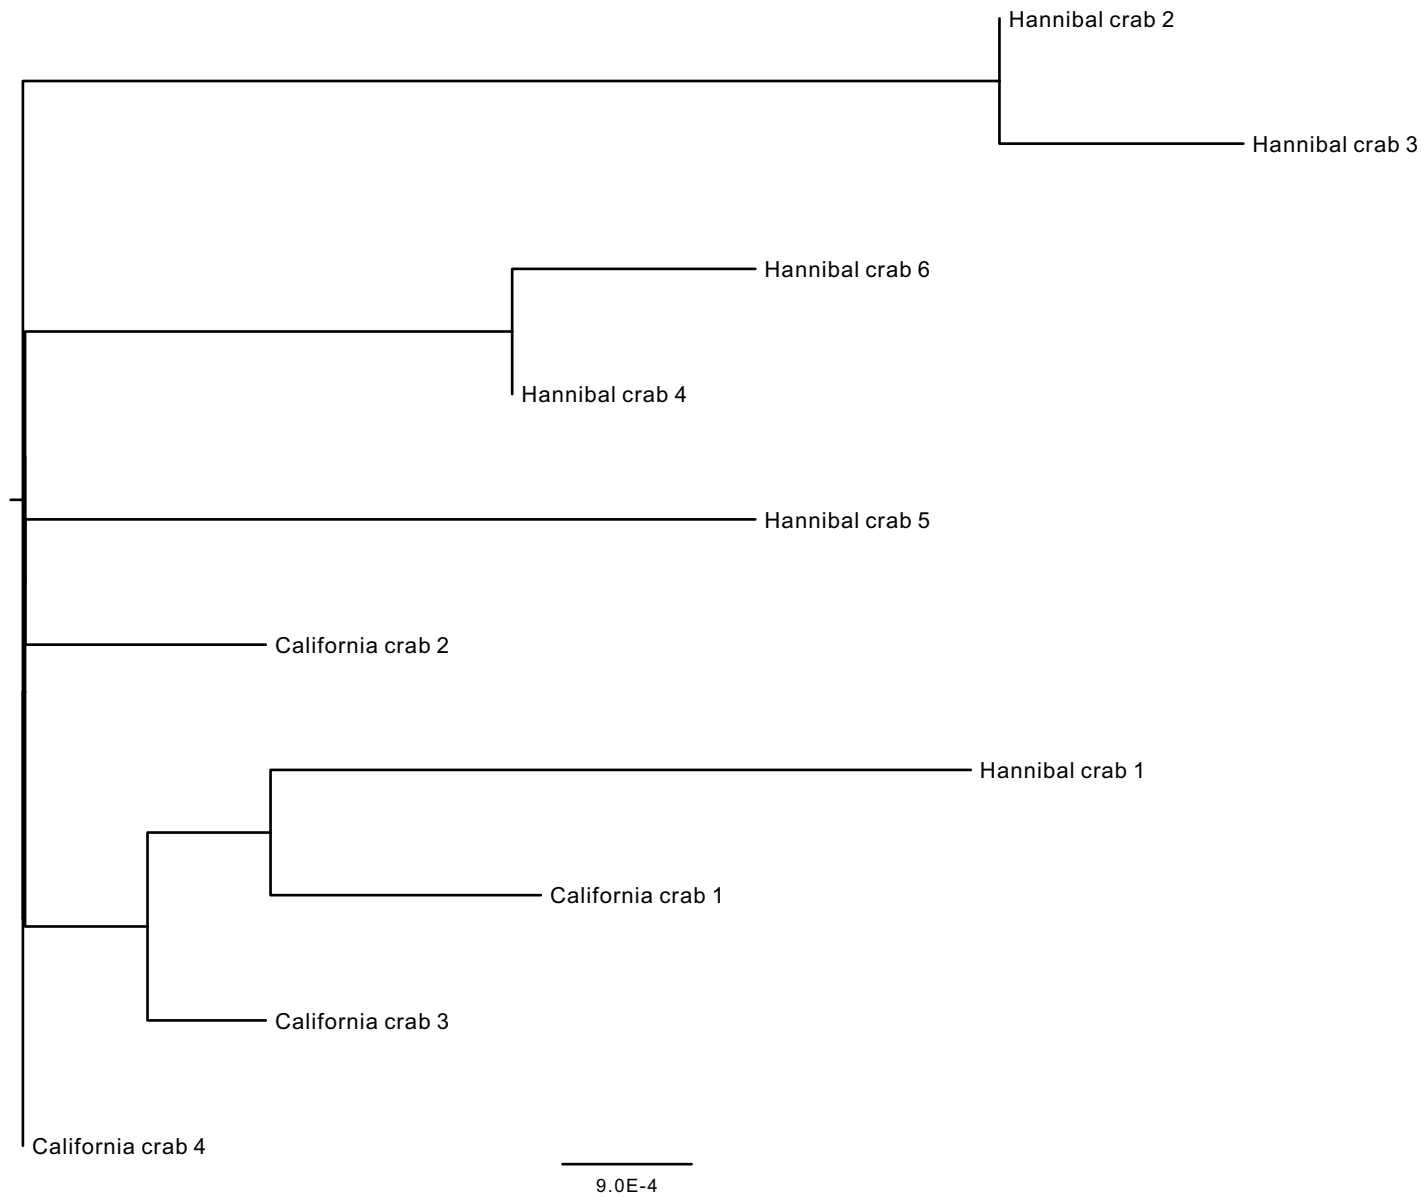 Hannibal crab 2
Hannibal crab 3
Hannibal crab 6
Hannibal crab 4
Hannibal crab 5
California crab 2
Hannibal crab 1
California crab 1
California crab 3
California crab 4
9.0E-4